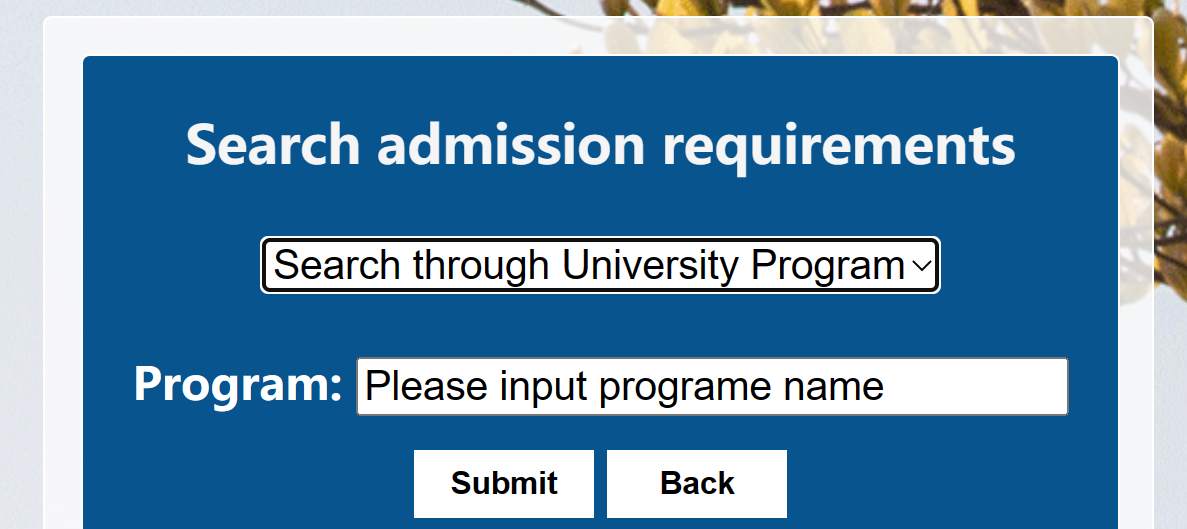 Search admission requirements
Search through University Program
Program: Please input programe name
Submit Back